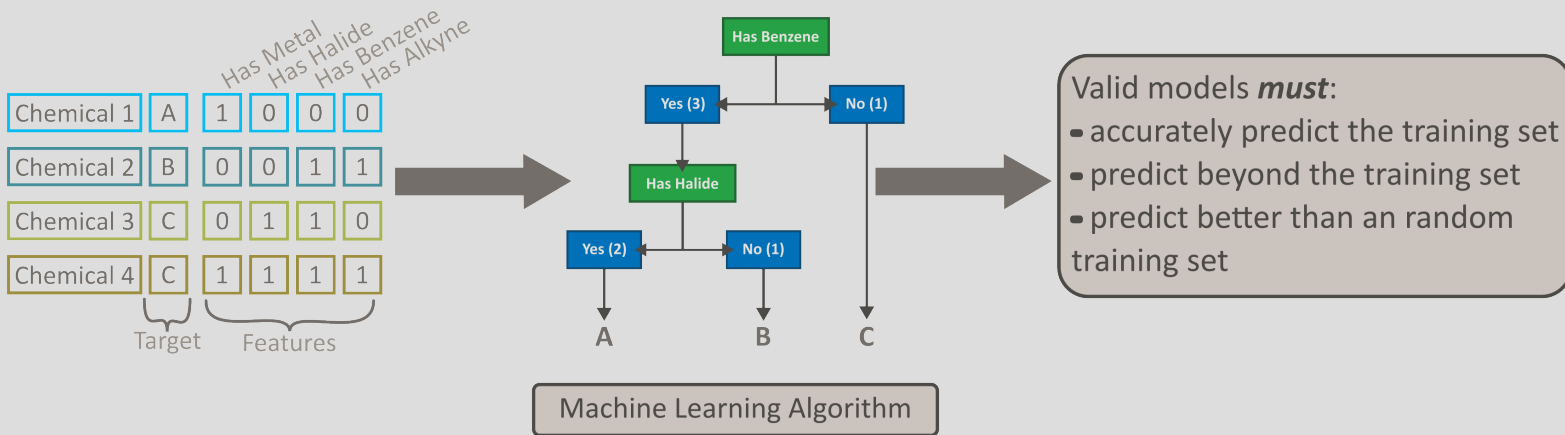 Has Metal
Has Halide
Has Benzene
Has Alkyne
Chemical 1 A 1 0 0 0
Chemical 2 B 0 0 1 1
Chemical 3 C 0 1 1 0
Chemical 4 C 1 1 1 1
Target
Features
Has Benzene
Yes (3)
No (1)
Has Halide
Yes (2)
No (1)
A
B
C
Machine Learning Algorithm
Valid models must:
- accurately predict the training set
- predict beyond the training set
- predict better than an random
training set